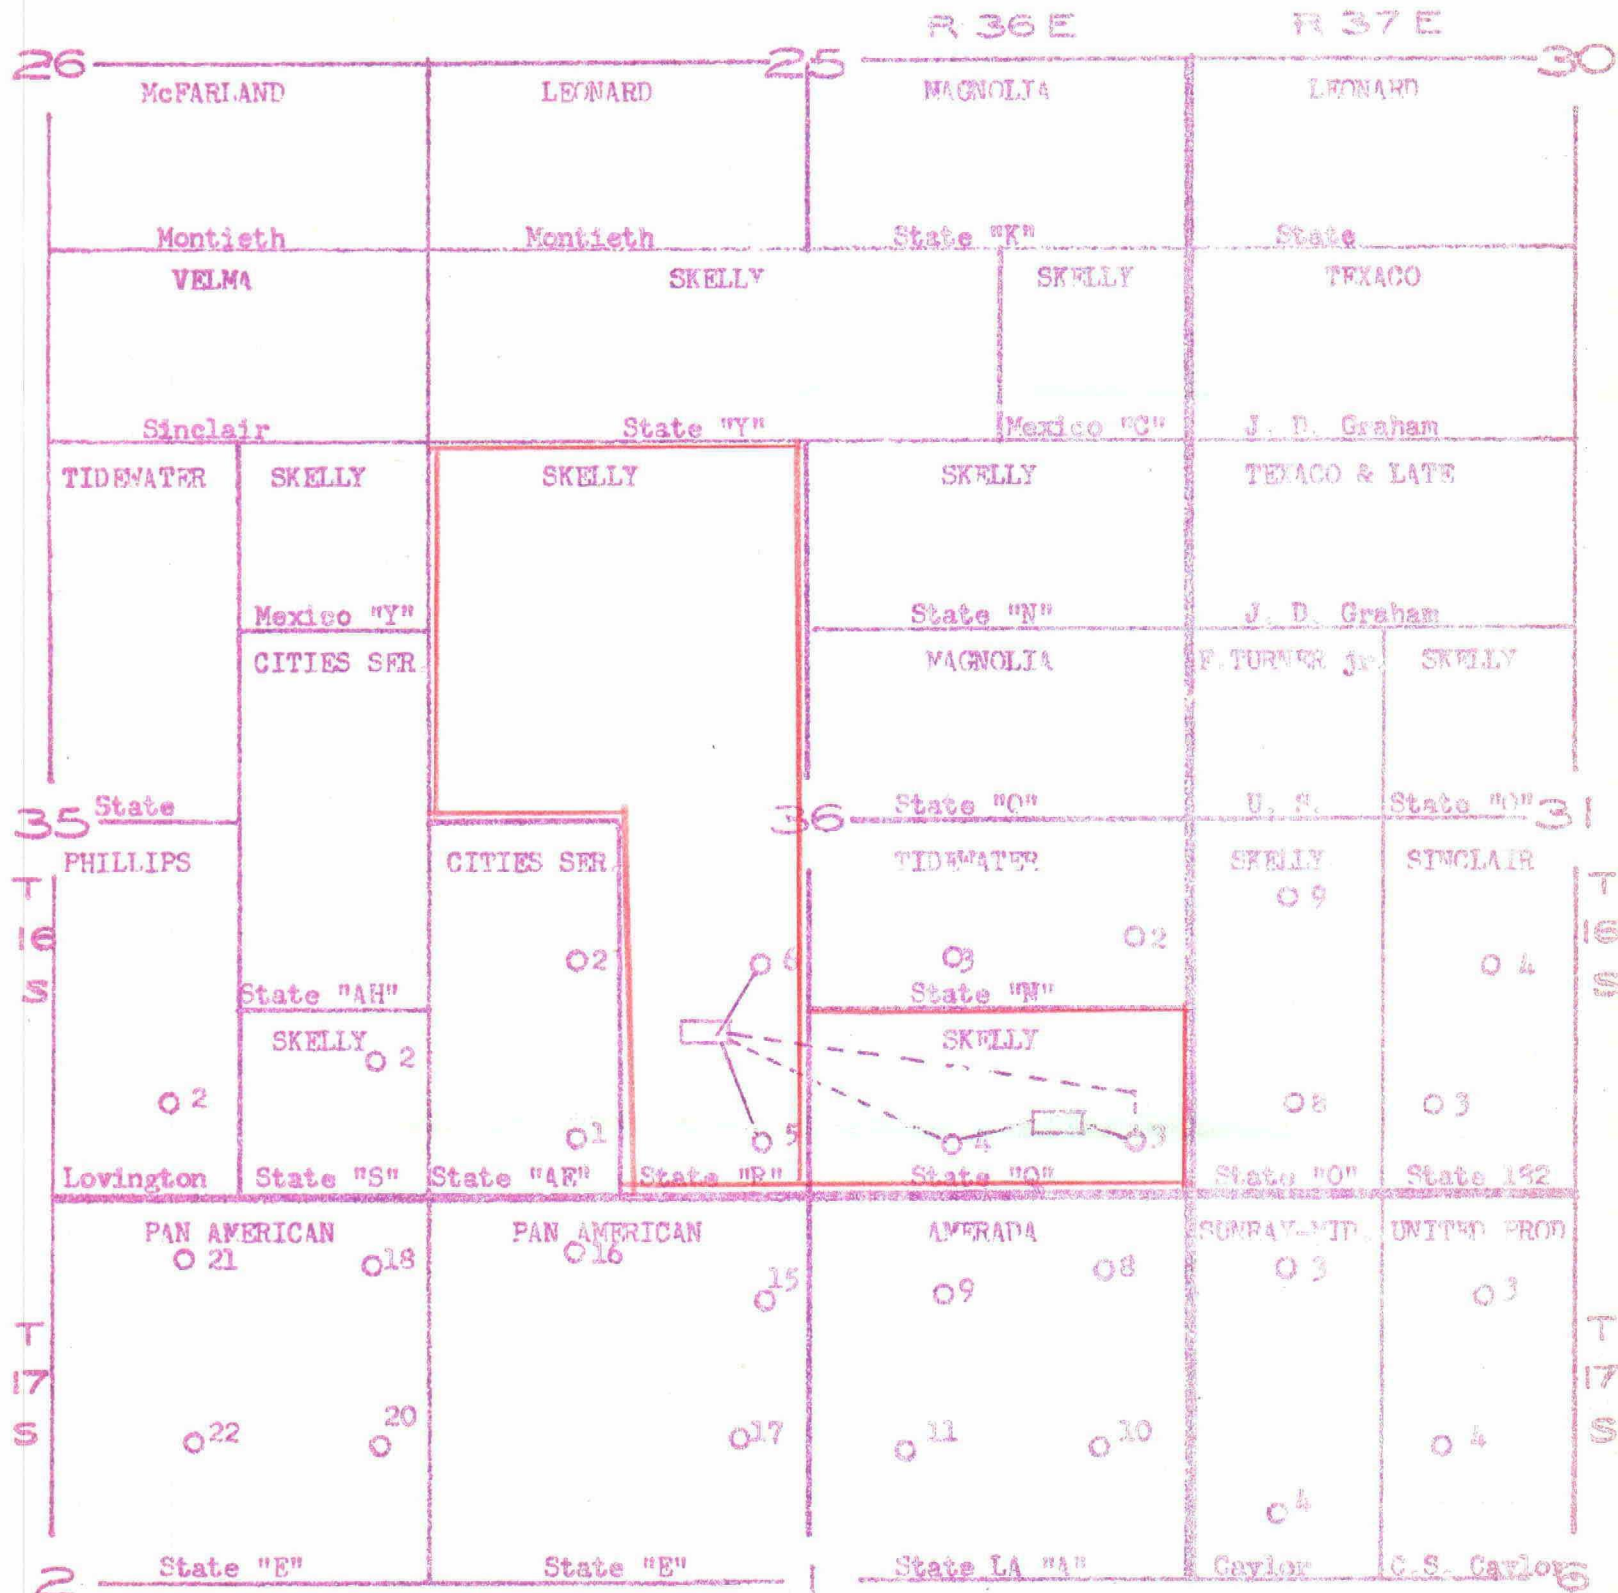 R 36 E R 37 E
26 25 30
McFARLAND LEONARD MAGNOLIA LEONARD
Montieth Montieth State "K" State
VELMA SKELLY SKELLY TEXACO
Sinclair State "Y" Mexico "C" J. D. Graham
TIDEWATER SKELLY SKELLY SKELLY TEXACO & LATE
Mexico "Y" State "N" J. D. Graham
CITIES SER. MAGNOLIA F. TURNER jr. SKELLY
35 State 36 State "O" U. S. State "O" 31
PHILLIPS CITIES SER. TIDEWATER SKELLY SINCLAIR
T T
9
16 16
2 6 3 2 4
S S
State "AH" State "M"
SKELLY 2 SKELLY
2 8 3
1 5 4 3
Lovington State "S" State "AF" State "R" State "Q" State "O" State 182
PAN AMERICAN PAN AMERICAN AMERADA SUNRAY-MID. UNITED PROD
21 18 16 15 9 8 3 3
T T
17 17
S S
22 20 17 11 10 4
4
2 State "E" State "E" 1 State LA "A" Caylor C.S. Caylor 6